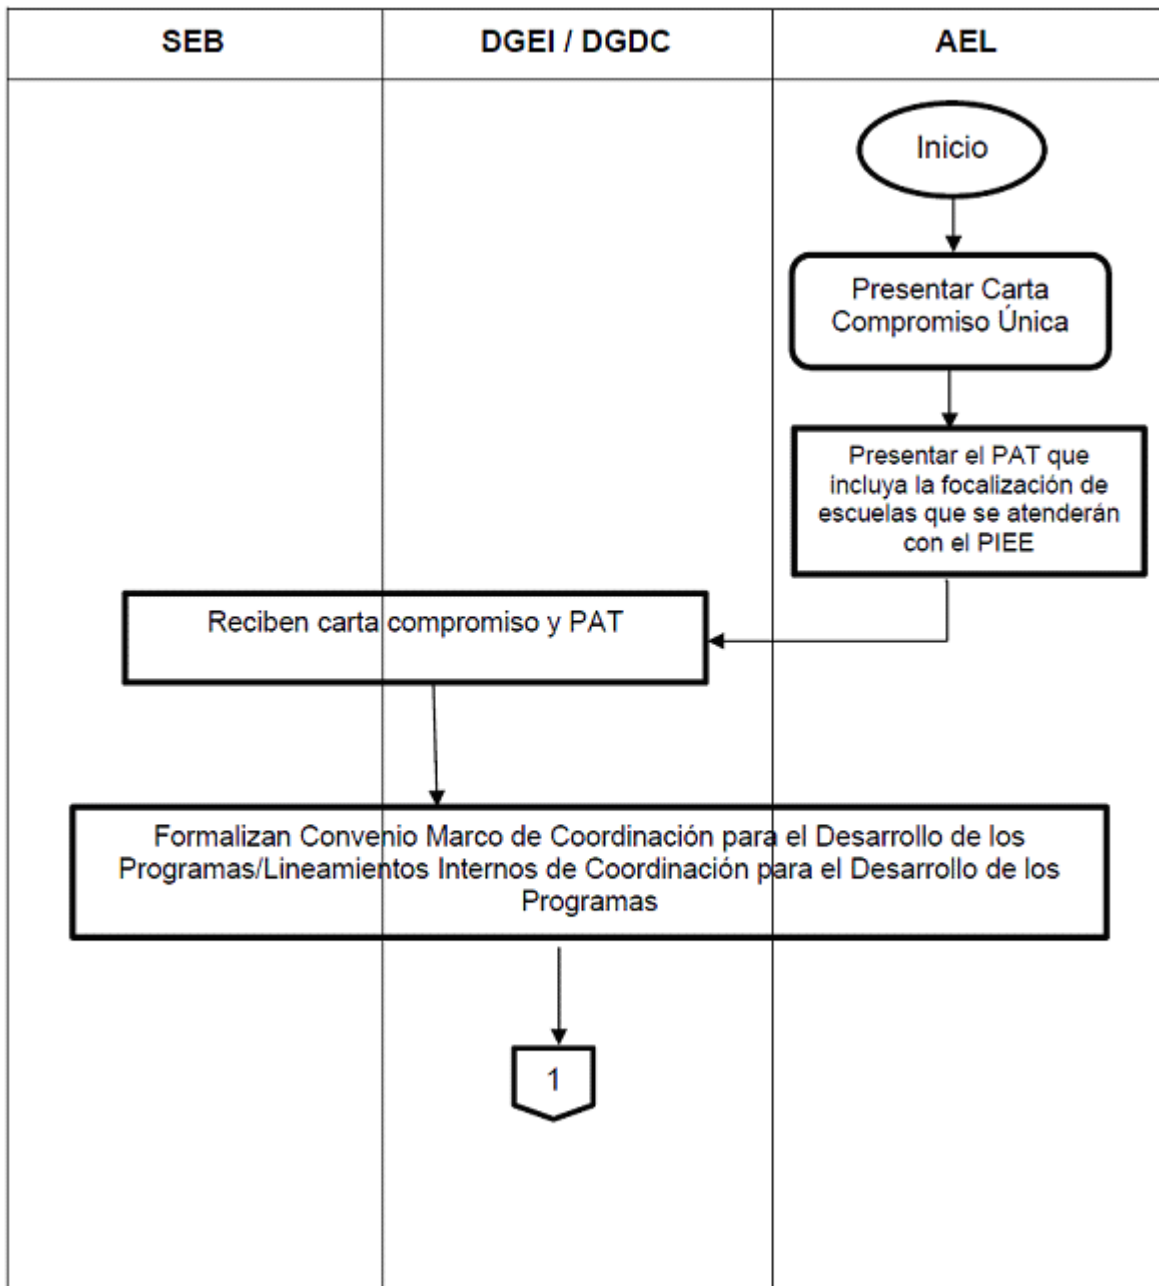 SEB
DGEI / DGDC
AEL
Inicio
Presentar Carta
Compromiso Única
Presentar el PAT que
incluya la focalización de
escuelas que se atenderán
con el PIEE
Reciben carta compromiso y PAT
Formalizan Convenio Marco de Coordinación para el Desarrollo de los
Programas/Lineamientos Internos de Coordinación para el Desarrollo de los
Programas
1